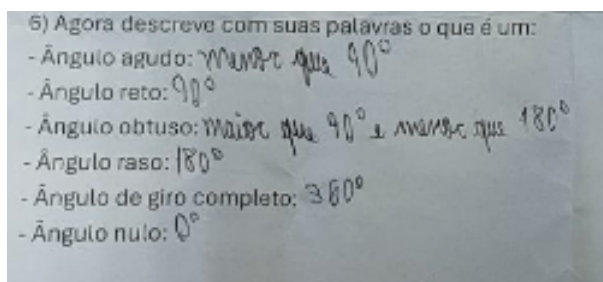 6) Agora descreve com suas palavras o que é um:
- Ângulo agudo: menor que 90°
- Ângulo reto: 90°
- Ângulo obtuso: maior que 90° e menor que 180°
- Ângulo raso: 180°
- Ângulo de giro completo: 360°
- Ângulo nulo: 0°